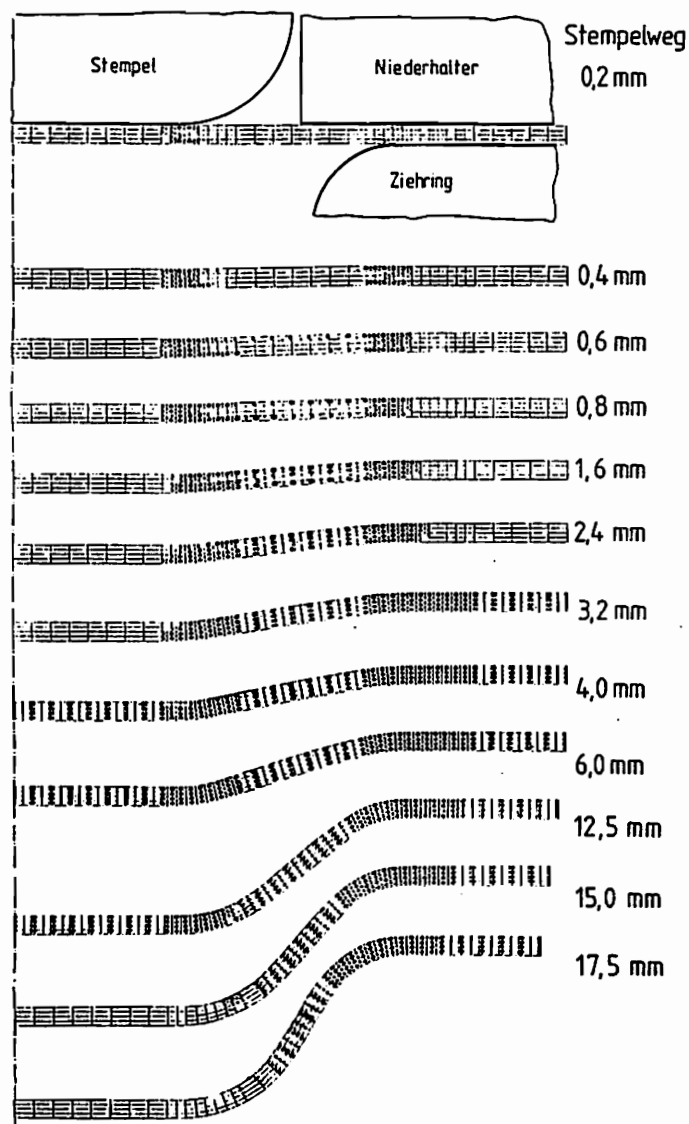 Stempelweg
Stempel
Niederhalter
0,2 mm
Ziehring
0,4 mm
0,6 mm
0,8 mm
1,6 mm
2,4 mm
3,2 mm
4,0 mm
6,0 mm
12,5 mm
15,0 mm
17,5 mm